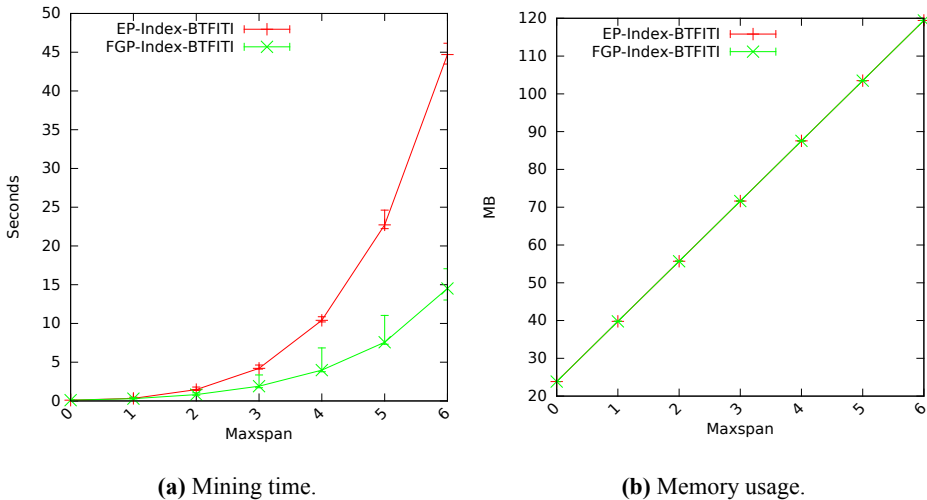 EP-Index-BTFITI
FGP-Index-BTFITI
50
45
40
35
30
25
20
15
10
5
0
Seconds
0 1 2 3 4 5 6
Maxspan
(a) Mining time.
EP-Index-BTFITI
FGP-Index-BTFITI
120
110
100
90
80
70
60
50
40
30
20
MB
0 1 2 3 4 5 6
Maxspan
(b) Memory usage.